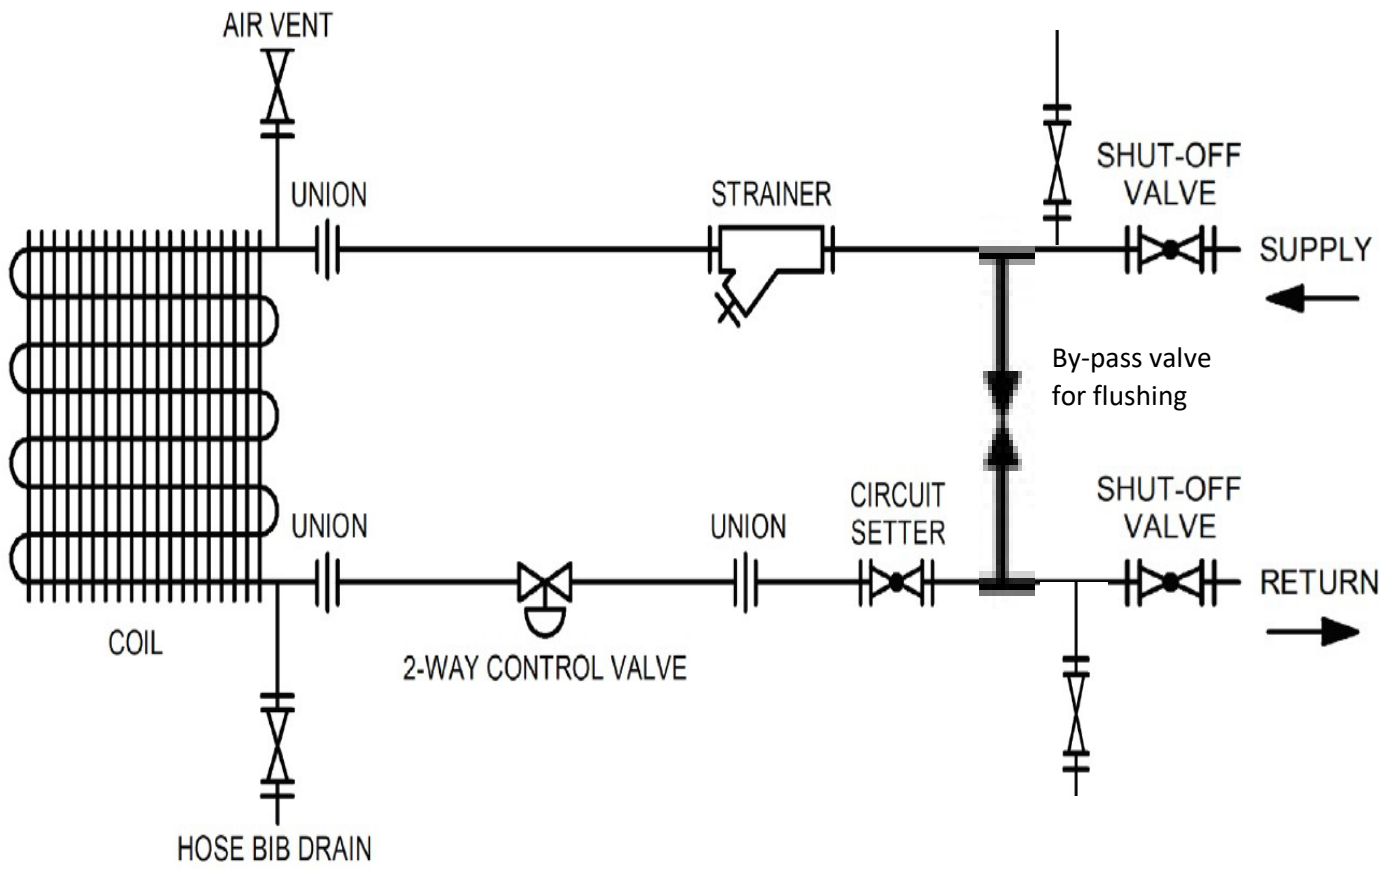 AIR VENT
UNION
STRAINER
SHUT-OFF
VALVE
SUPPLY
By-pass valve
for flushing
UNION
UNION
CIRCUIT
SETTER
SHUT-OFF
VALVE
RETURN
COIL
2-WAY CONTROL VALVE
HOSE BIB DRAIN